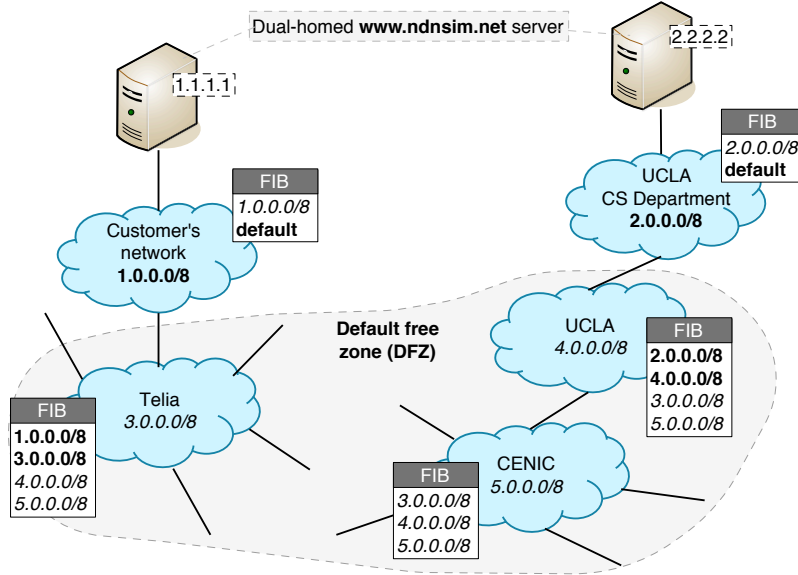 Dual-homed www.ndnsim.net server
1.1.1.1
2.2.2.2
FIB
2.0.0.0/8
default
UCLA
CS Department
2.0.0.0/8
FIB
1.0.0.0/8
default
Customer's
network
1.0.0.0/8
Default free
zone (DFZ)
UCLA
4.0.0.0/8
FIB
2.0.0.0/8
4.0.0.0/8
3.0.0.0/8
5.0.0.0/8
Telia
3.0.0.0/8
FIB
1.0.0.0/8
3.0.0.0/8
4.0.0.0/8
5.0.0.0/8
CENIC
5.0.0.0/8
FIB
3.0.0.0/8
4.0.0.0/8
5.0.0.0/8